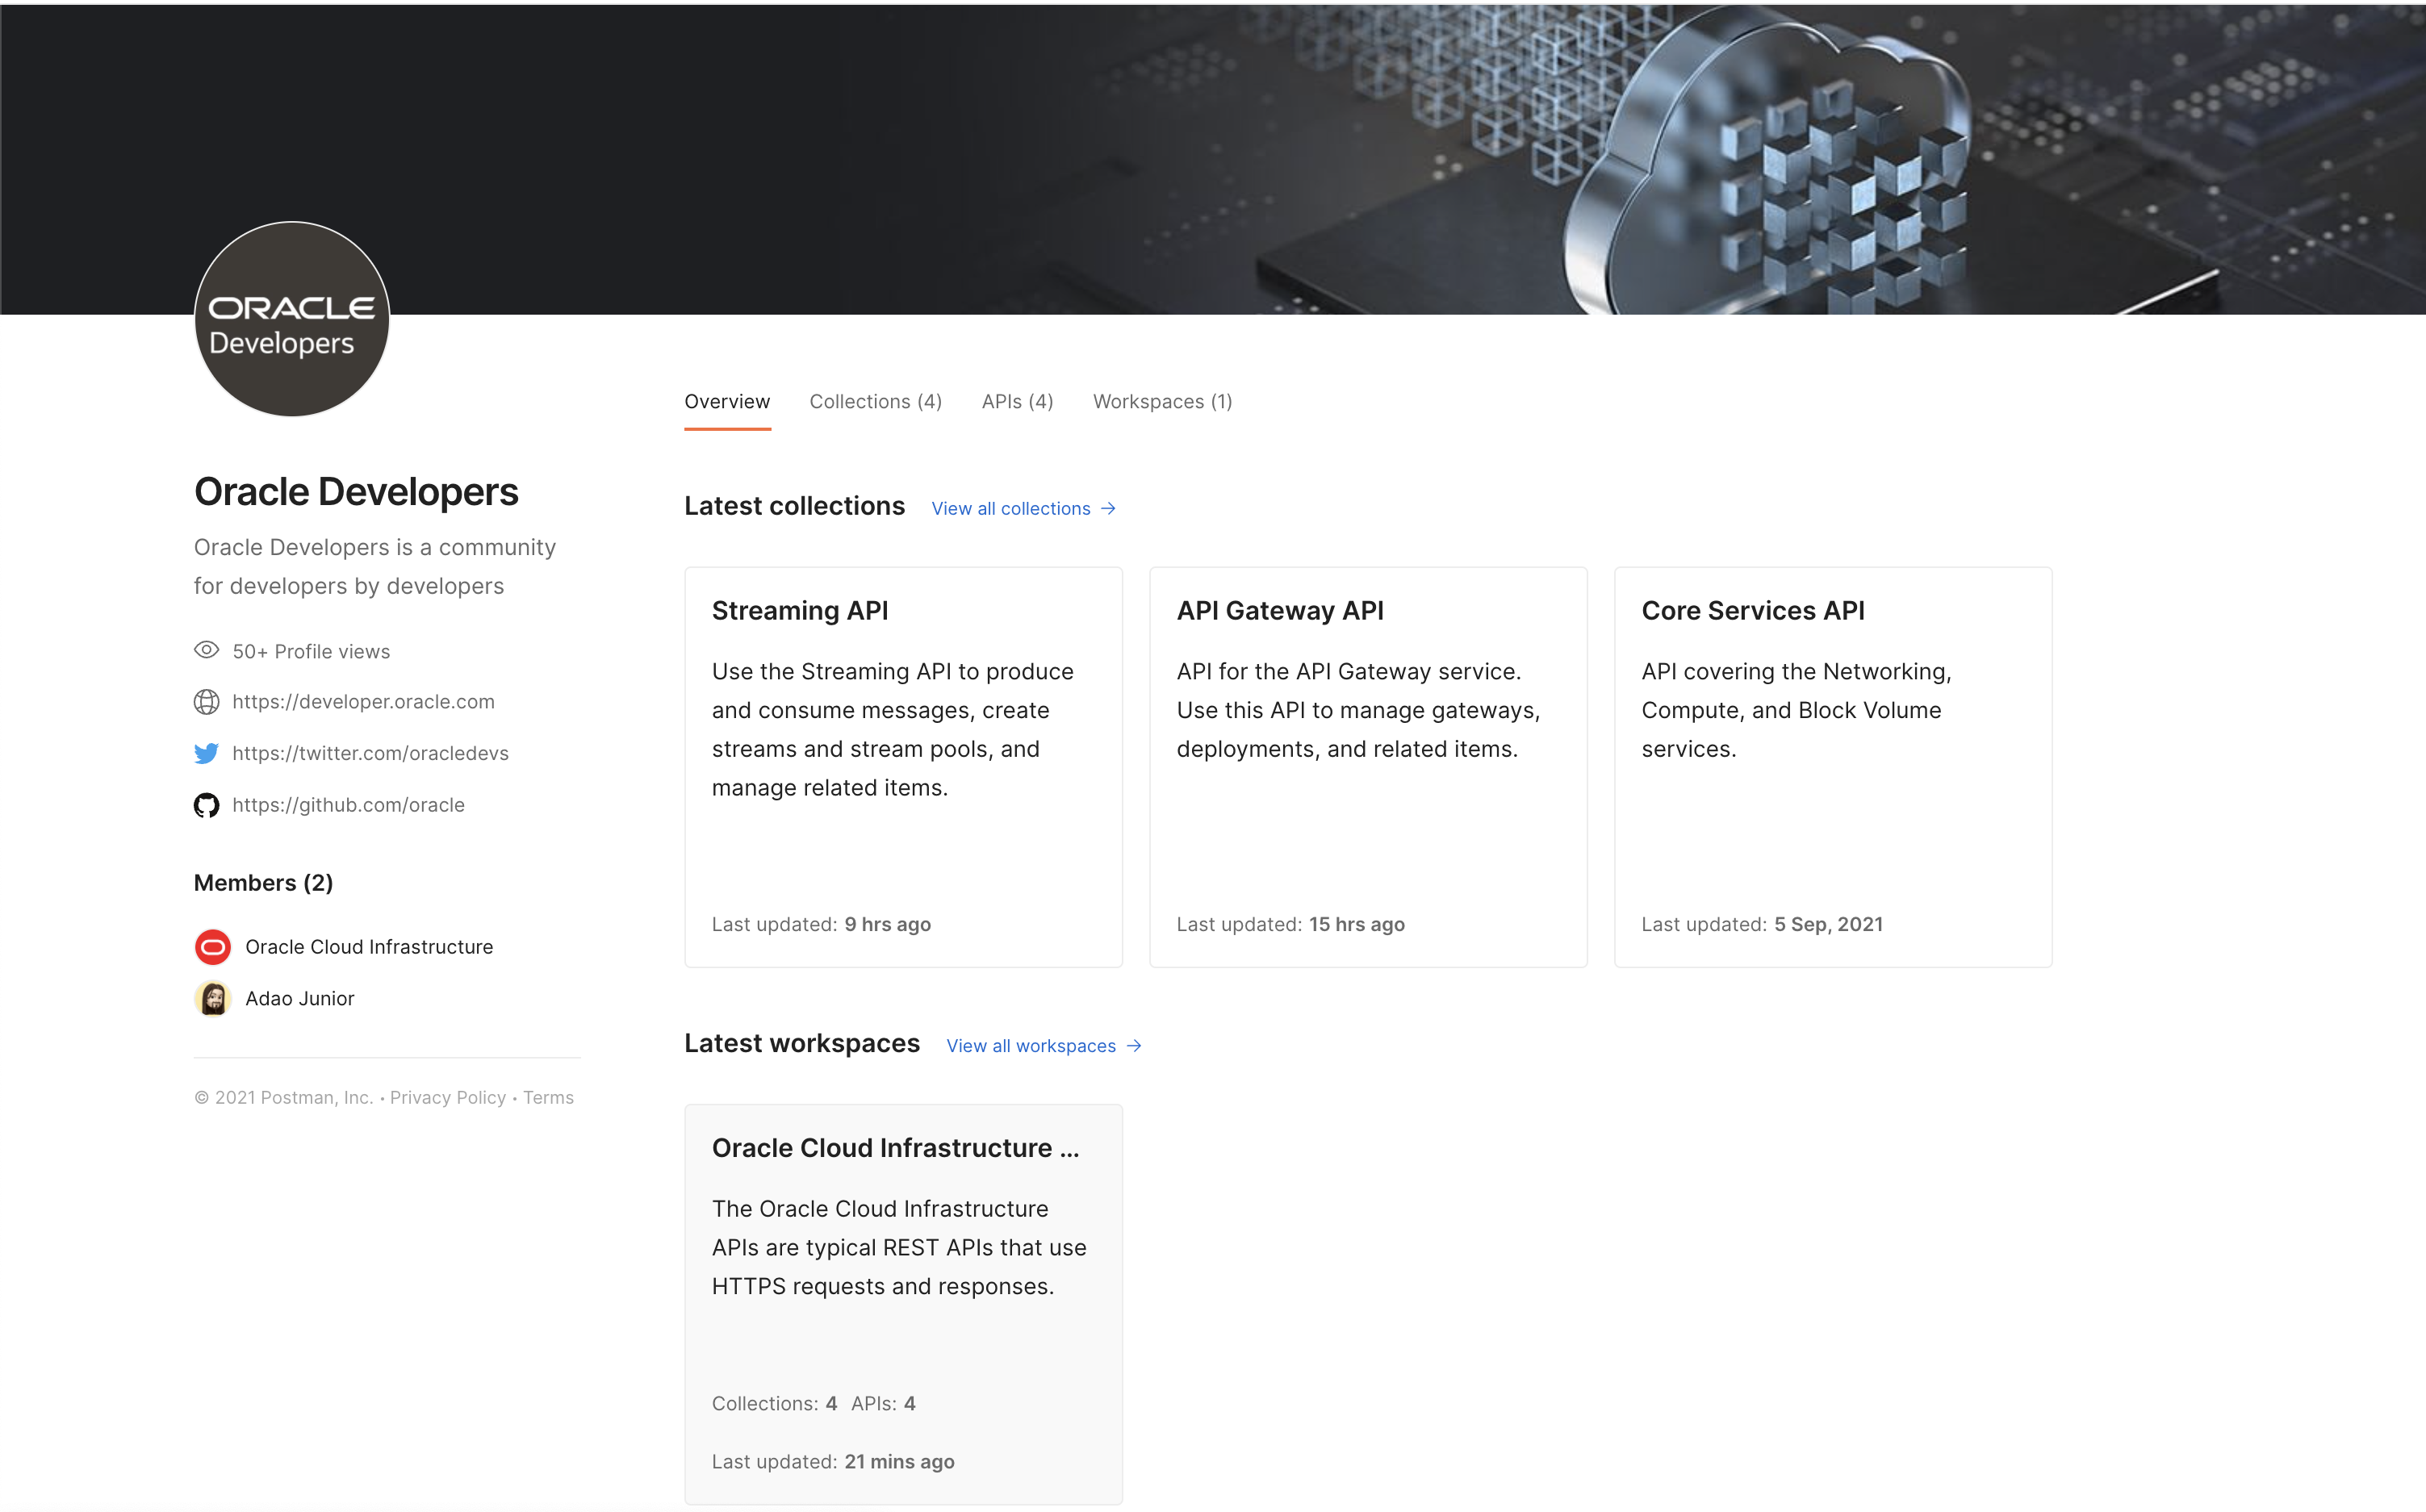 ORACLE
Developers
Oracle Developers
Oracle Developers is a community
for developers by developers
50+ Profile views
https://developer.oracle.com
https://twitter.com/oracledevs
https://github.com/oracle
Members (2)
Oracle Cloud Infrastructure
Adao Junior
© 2021 Postman, Inc. • Privacy Policy • Terms
Overview Collections (4) APIs (4) Workspaces (1)
Latest collections View all collections →
Streaming API
Use the Streaming API to produce
and consume messages, create
streams and stream pools, and
manage related items.
Last updated: 9 hrs ago
API Gateway API
API for the API Gateway service.
Use this API to manage gateways,
deployments, and related items.
Last updated: 15 hrs ago
Core Services API
API covering the Networking,
Compute, and Block Volume
services.
Last updated: 5 Sep, 2021
Latest workspaces View all workspaces →
Oracle Cloud Infrastructure ...
The Oracle Cloud Infrastructure
APIs are typical REST APIs that use
HTTPS requests and responses.
Collections: 4 APIs: 4
Last updated: 21 mins ago